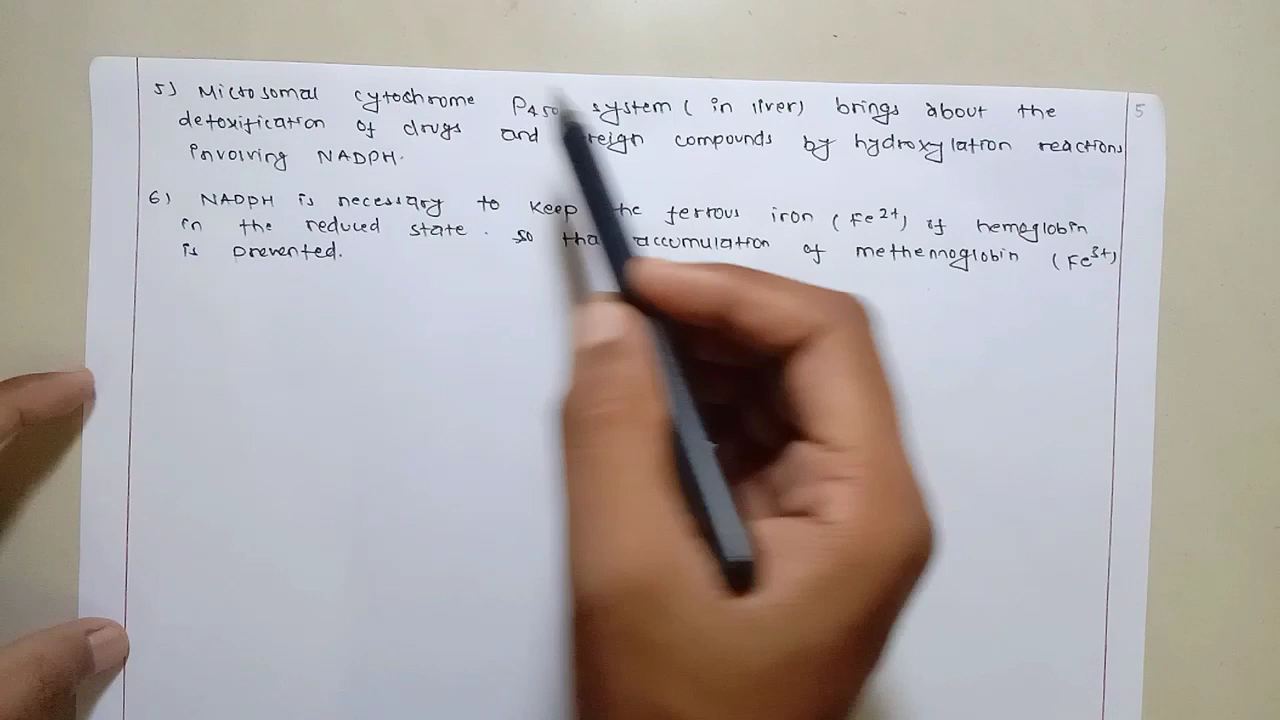 5) Microsomal cytochrome P450 system ( in liver) brings about the 5
detoxification of drugs and reign compounds by hydroxylation reactions
involving NADPH.
6) NADPH is necessary to keep the ferrous iron ( Fe2+) of hemoglobin
in the reduced state . so that accumulation of methennoglobin ( Fe3+)
is prevented.